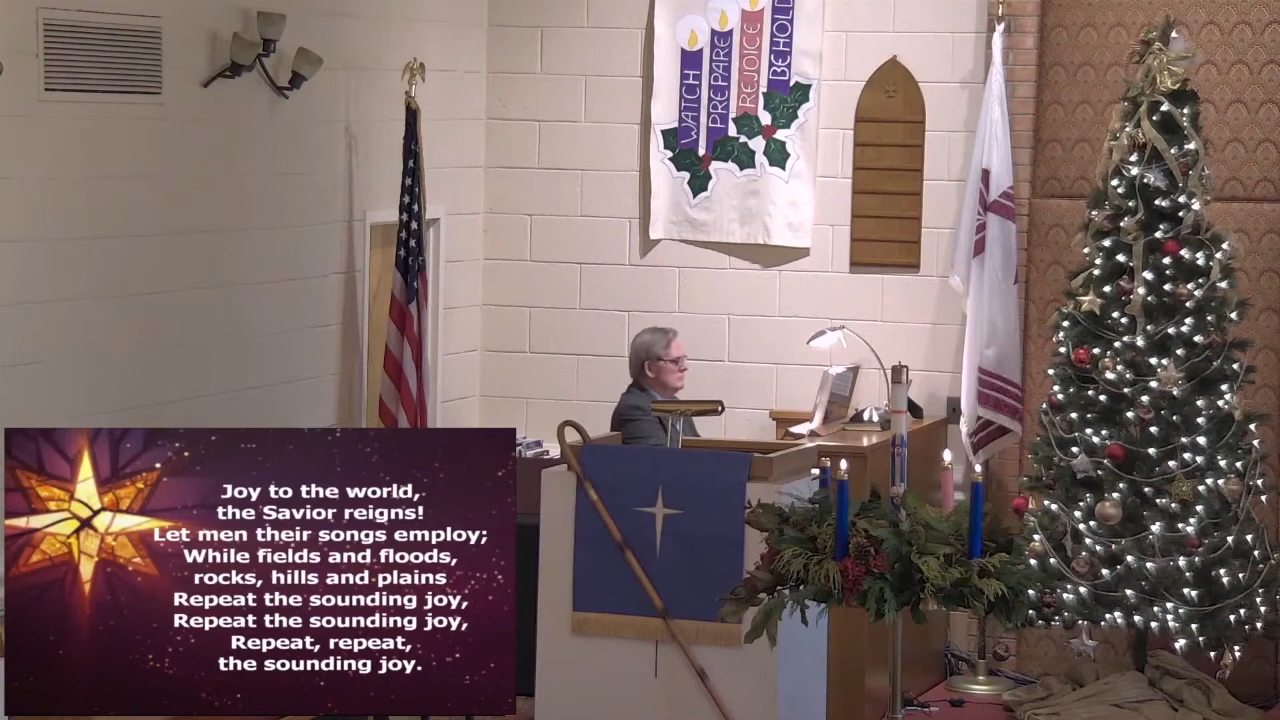 WATCH
PREPARE
REJOICE
BEHOLD
Joy to the world,
the Savior reigns!
Let men their songs employ;
While fields and floods,
rocks, hills and plains
Repeat the sounding joy,
Repeat the sounding joy,
Repeat, repeat,
the sounding joy.